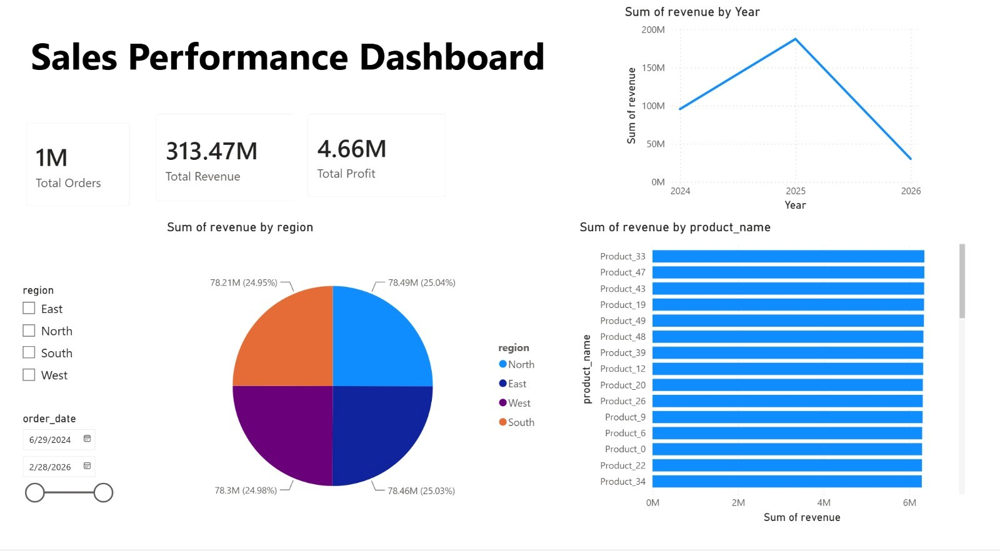 Sales Performance Dashboard
1M
Total Orders
313.47M
Total Revenue
4.66M
Total Profit
Sum of revenue by Year
200M
150M
100M
50M
0M
Sum of revenue
2024 2025 2026
Year
Sum of revenue by region
78.21M (24.95%)
78.49M (25.04%)
78.3M (24.98%)
78.46M (25.03%)
region
North
East
West
South
region
East
North
South
West
order_date
6/29/2024
2/28/2026
Sum of revenue by product_name
product_name
Product_33
Product_47
Product_43
Product_19
Product_49
Product_48
Product_39
Product_12
Product_20
Product_26
Product_9
Product_6
Product_0
Product_22
Product_34
0M 2M 4M 6M
Sum of revenue